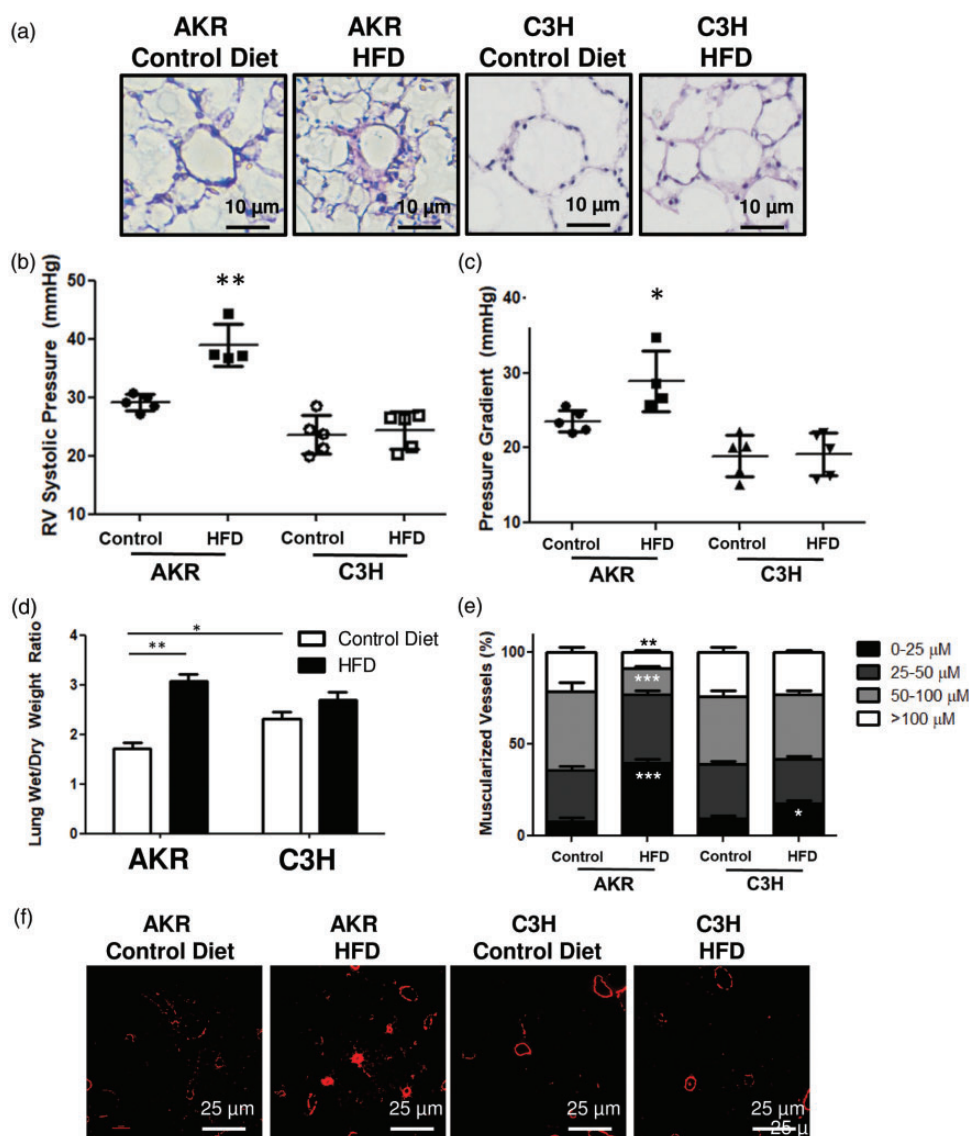 (a)
AKR
Control Diet
AKR
HFD
C3H
Control Diet
C3H
HFD
10 µm
10 µm
10 µm
10 µm
(b)
RV Systolic Pressure (mmHg)
50
40
30
20
10
**
Control
HFD
Control
HFD
AKR
C3H
(c)
Pressure Gradient (mmHg)
40
30
20
10
*
Control
HFD
Control
HFD
AKR
C3H
(d)
Lung Wet/Dry Weight Ratio
4
3
2
1
0
*
**
Control Diet
HFD
AKR
C3H
(e)
Muscularized Vessels (%)
100
50
0
**
***
***
*
Control
HFD
Control
HFD
AKR
C3H
0-25 µM
25-50 µM
50-100 µM
>100 µM
(f)
AKR
Control Diet
AKR
HFD
C3H
Control Diet
C3H
HFD
25 µm
25 µm
25 µm
25 µm
25 µ